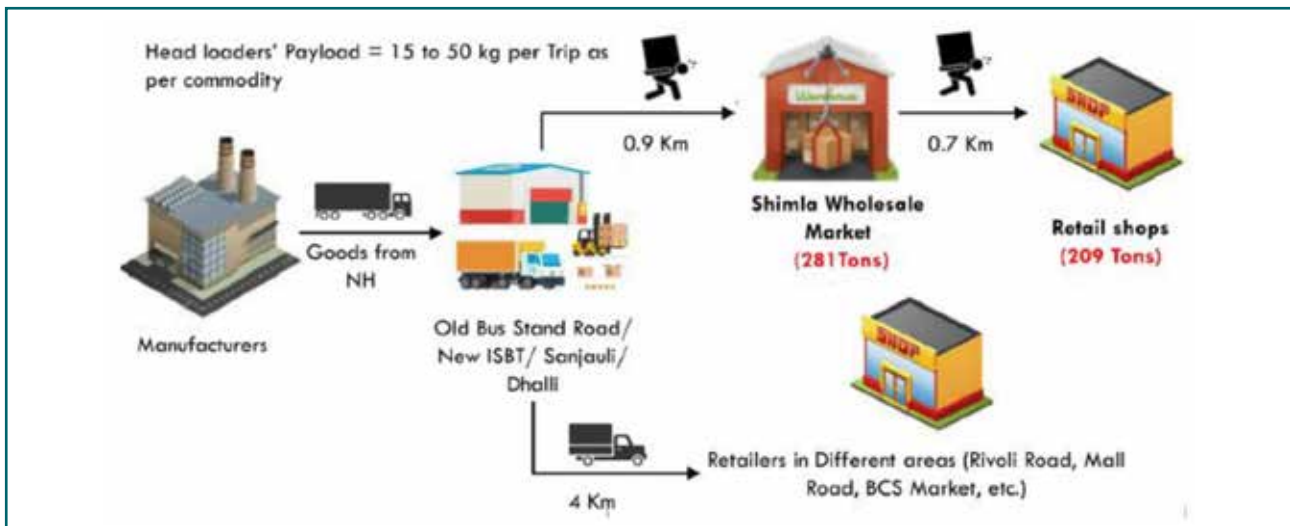 Head loaders' Payload = 15 to 50 kg per Trip as
per commodity
0.9 Km
0.7 Km
Warehouse
SHOP
Goods from
NH
Manufacturers
Shimla Wholesale
Market
(281Tons)
Retail shops
(209 Tons)
Old Bus Stand Road/
New ISBT/ Sanjauli/
Dhalli
SHOP
4 Km
Retailers in Different areas (Rivoli Road, Mall
Road, BCS Market, etc.)